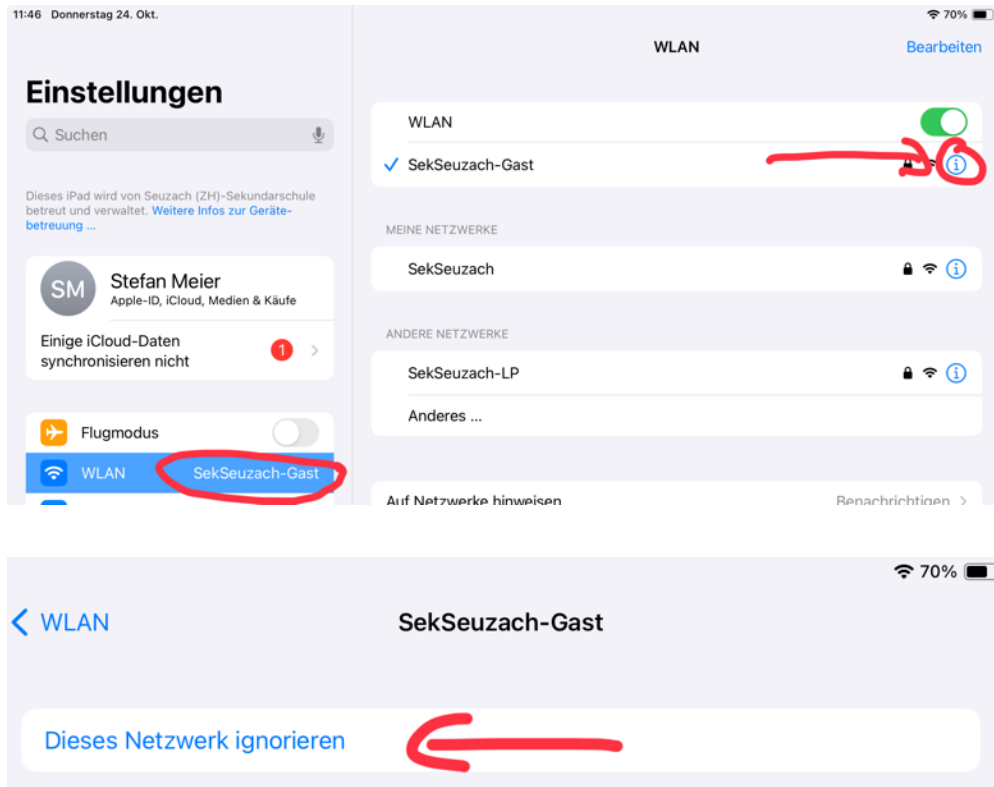 11:46 Donnerstag 24. Okt.
70%
Einstellungen
Suchen
Dieses iPad wird von Seuzach (ZH)-Sekundarschule
betreut und verwaltet. Weitere Infos zur Geräte-
betreuung ...
SM
Stefan Meier
Apple-ID, iCloud, Medien & Käufe
Einige iCloud-Daten
synchronisieren nicht
1
Flugmodus
WLAN SekSeuzach-Gast
WLAN
Bearbeiten
WLAN
SekSeuzach-Gast
MEINE NETZWERKE
SekSeuzach
ANDERE NETZWERKE
SekSeuzach-LP
Anderes ...
Auf Netzwerke hinweisen Benachrichtigen
70%
WLAN
SekSeuzach-Gast
Dieses Netzwerk ignorieren